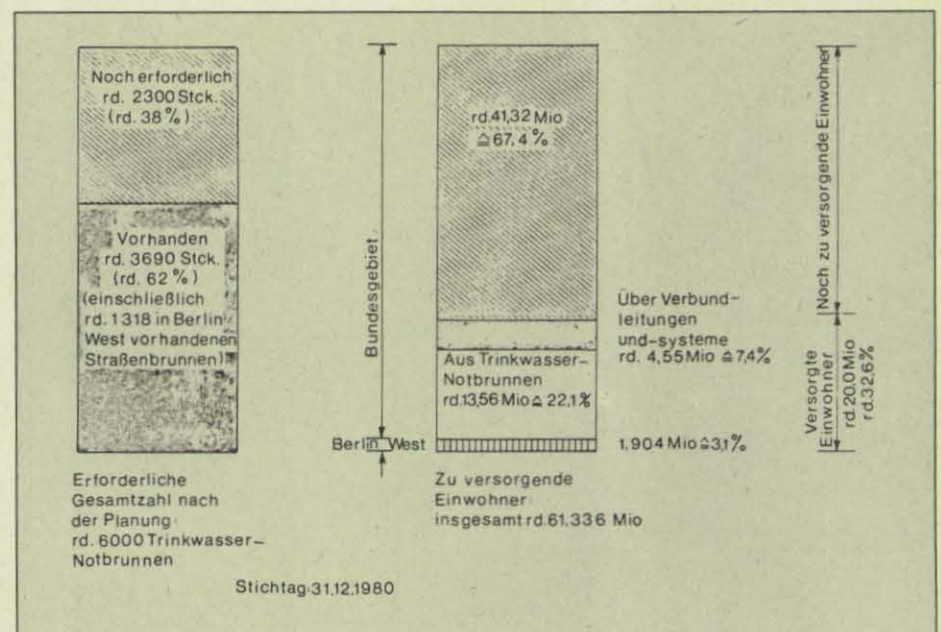 Noch erforderlich
rd. 2300 Stck.
(rd. 38 %)
Vorhanden
rd. 3690 Stck.
(rd. 62 %)
(einschließlich
rd. 1318 in Berlin
West vorhandenen
Straßenbrunnen)
Erforderliche
Gesamtzahl nach
der Planung:
rd. 6000 Trinkwasser-
Notbrunnen
Stichtag:31.12.1980
Bundesgebiet
Berlin West
rd.41,32 Mio
≙ 67,4 %
Aus Trinkwasser-
Notbrunnen
rd.13,56 Mio ≙ 22,1 %
Zu versorgende
Einwohner:
insgesamt rd.61.336 Mio
Über Verbund-
leitungen
und-systeme
rd. 4,55 Mio ≙ 7,4%
1,904 Mio ≙ 3,1%
Noch zu versorgende Einwohner
Versorgte
Einwohner
rd.20,0 Mio
rd.32,6%